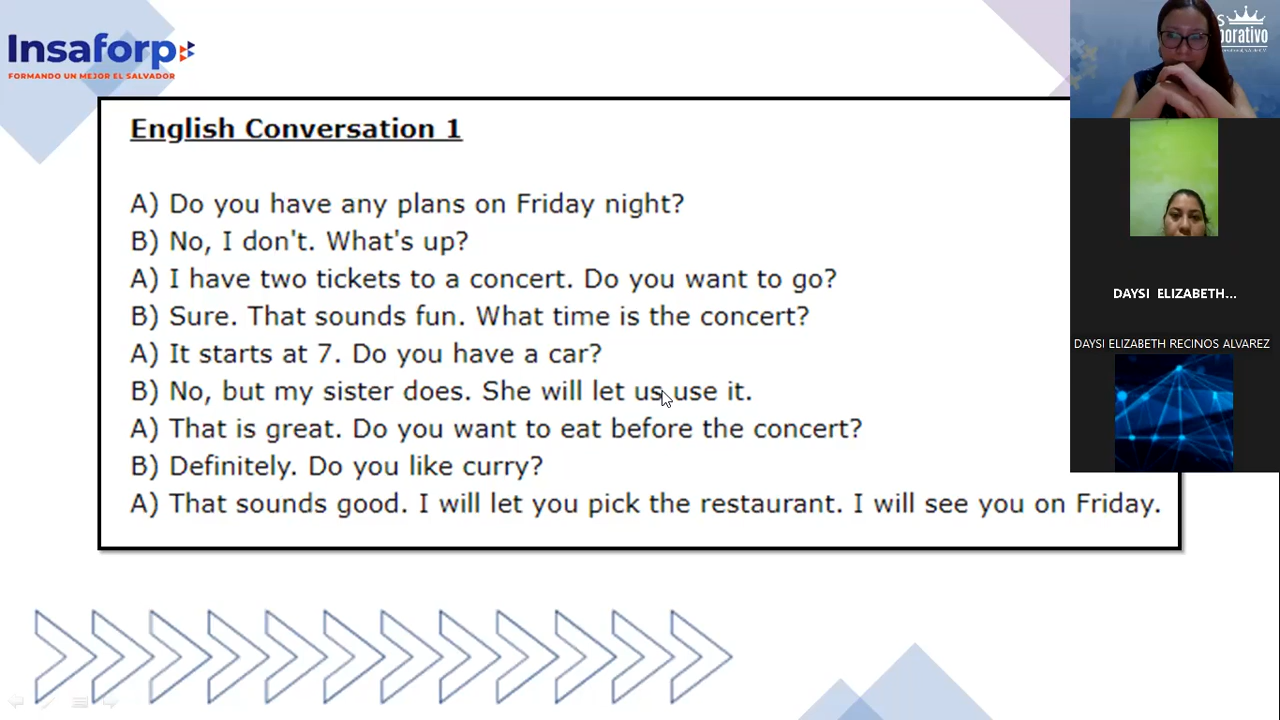 Insaforp
FORMANDO UN MEJOR EL SALVADOR
English Conversation 1
A) Do you have any plans on Friday night?
B) No, I don't. What's up?
A) I have two tickets to a concert. Do you want to go?
B) Sure. That sounds fun. What time is the concert?
A) It starts at 7. Do you have a car?
B) No, but my sister does. She will let us use it.
A) That is great. Do you want to eat before the concert?
B) Definitely. Do you like curry?
A) That sounds good. I will let you pick the restaurant. I will see you on Friday.
DAYSI ELIZABETH...
DAYSI ELIZABETH RECINOS ALVAREZ